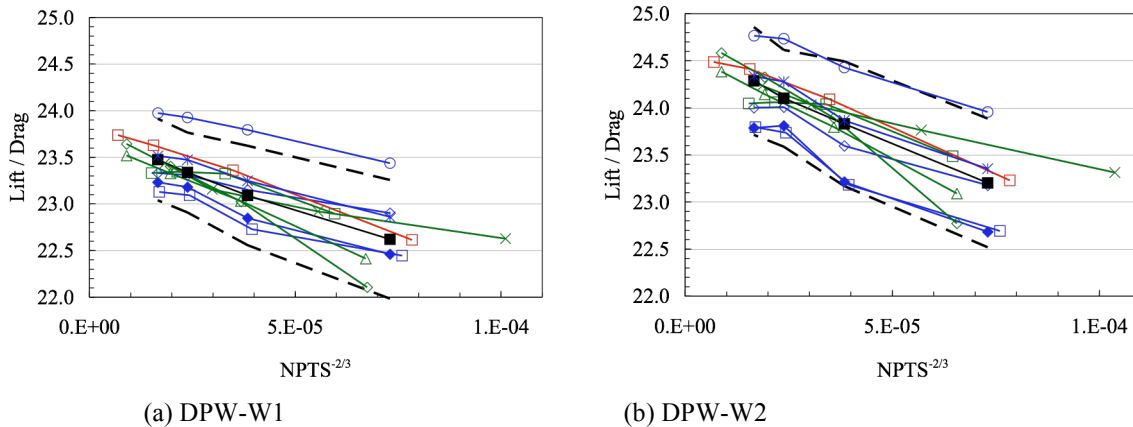 25.0
24.5
24.0
23.5
23.0
22.5
22.0
Lift / Drag
0.E+00
5.E-05
1.E-04
NPTS-2/3
(a) DPW-W1
25.0
24.5
24.0
23.5
23.0
22.5
22.0
Lift / Drag
0.E+00
5.E-05
1.E-04
NPTS-2/3
(b) DPW-W2